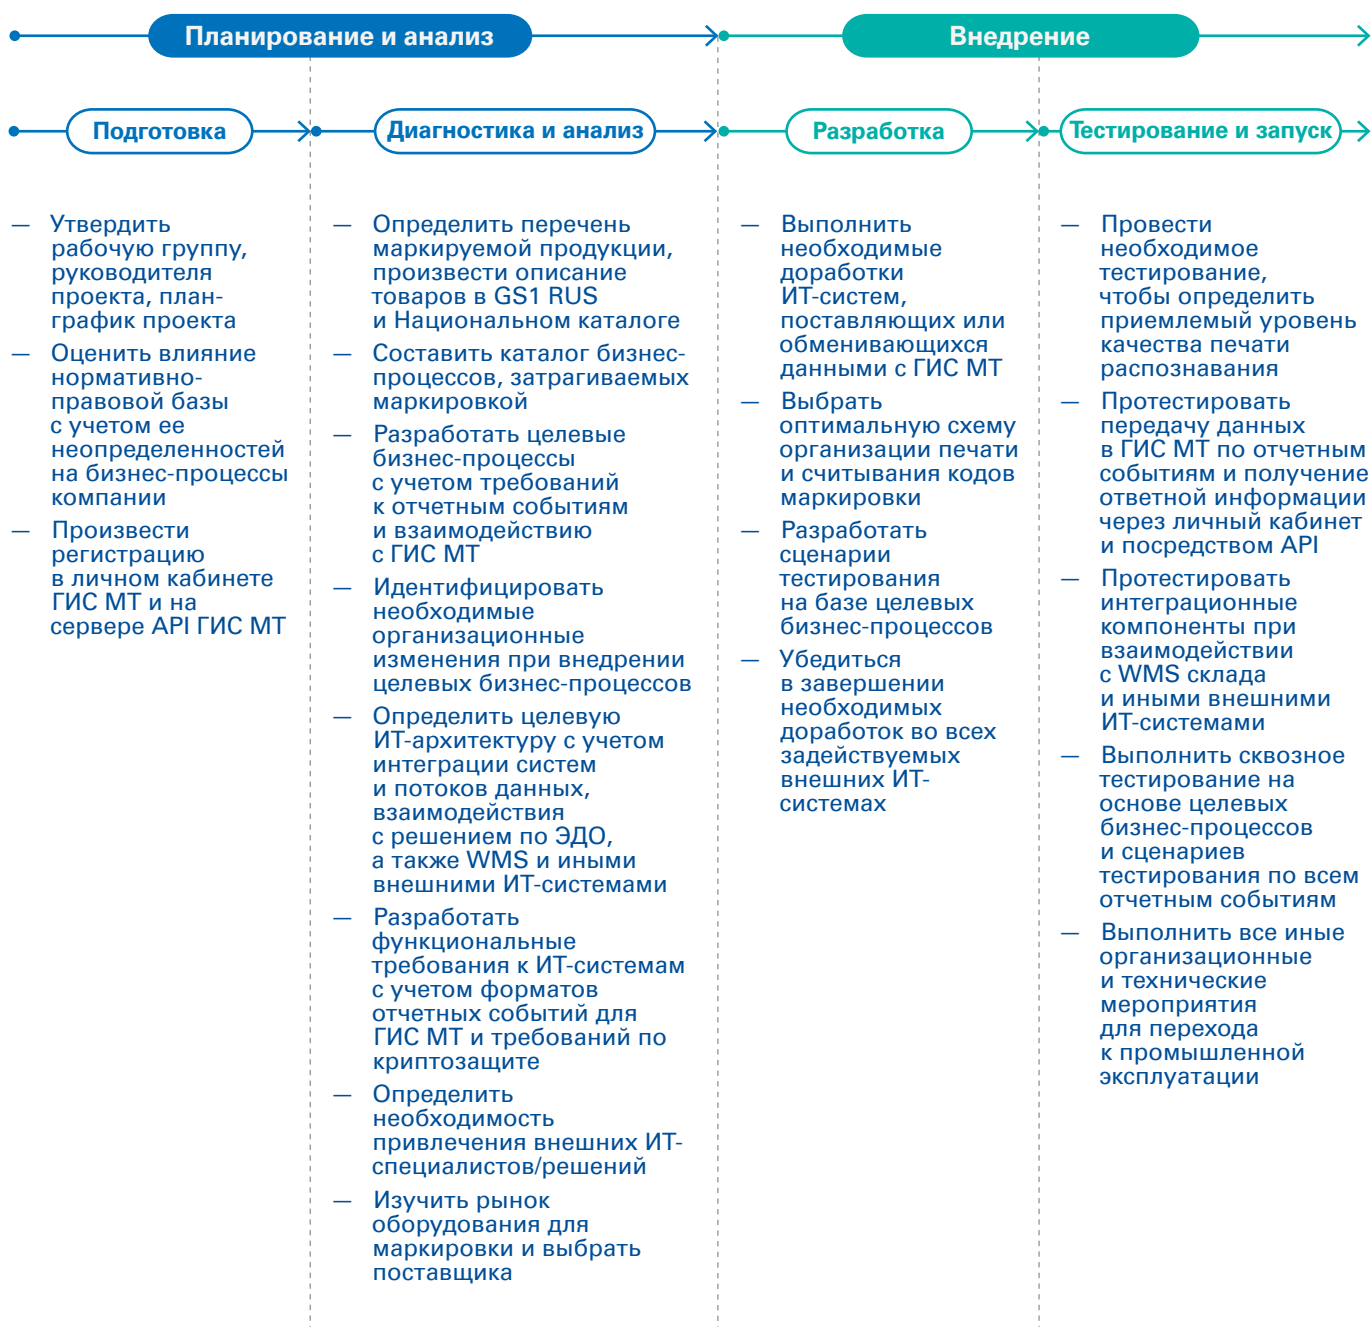 Планирование и анализ
Внедрение
Подготовка
Диагностика и анализ
Разработка
Тестирование и запуск
— Утвердить
рабочую группу,
руководителя
проекта, план-
график проекта
— Оценить влияние
нормативно-
правовой базы
с учетом ее
неопределенностей
на бизнес-процессы
компании
— Произвести
регистрацию
в личном кабинете
ГИС МТ и на
сервере API ГИС МТ
— Определить перечень
маркируемой продукции,
произвести описание
товаров в GS1 RUS
и Национальном каталоге
— Составить каталог бизнес-
процессов, затрагиваемых
маркировкой
— Разработать целевые
бизнес-процессы
с учетом требований
к отчетным событиям
и взаимодействию
с ГИС МТ
— Идентифицировать
необходимые
организационные
изменения при внедрении
целевых бизнес-процессов
— Определить целевую
ИТ-архитектуру с учетом
интеграции систем
и потоков данных,
взаимодействия
с решением по ЭДО,
а также WMS и иными
внешними ИТ-системами
— Разработать
функциональные
требования к ИТ-системам
с учетом форматов
отчетных событий для
ГИС МТ и требований по
криптозащите
— Определить
необходимость
привлечения внешних ИТ-
специалистов/решений
— Изучить рынок
оборудования для
маркировки и выбрать
поставщика
— Выполнить
необходимые
доработки
ИТ-систем,
поставляющих или
обменивающихся
данными с ГИС МТ
— Выбрать
оптимальную схему
организации печати
и считывания кодов
маркировки
— Разработать
сценарии
тестирования
на базе целевых
бизнес-процессов
— Убедиться
в завершении
необходимых
доработок во всех
задействуемых
внешних ИТ-
системах
— Провести
необходимое
тестирование,
чтобы определить
приемлемый уровень
качества печати
распознавания
— Протестировать
передачу данных
в ГИС МТ по отчетным
событиям и получение
ответной информации
через личный кабинет
и посредством API
— Протестировать
интеграционные
компоненты при
взаимодействии
с WMS склада
и иными внешними
ИТ-системами
— Выполнить сквозное
тестирование на
основе целевых
бизнес-процессов
и сценариев
тестирования по всем
отчетным событиям
— Выполнить все иные
организационные
и технические
мероприятия
для перехода
к промышленной
эксплуатации